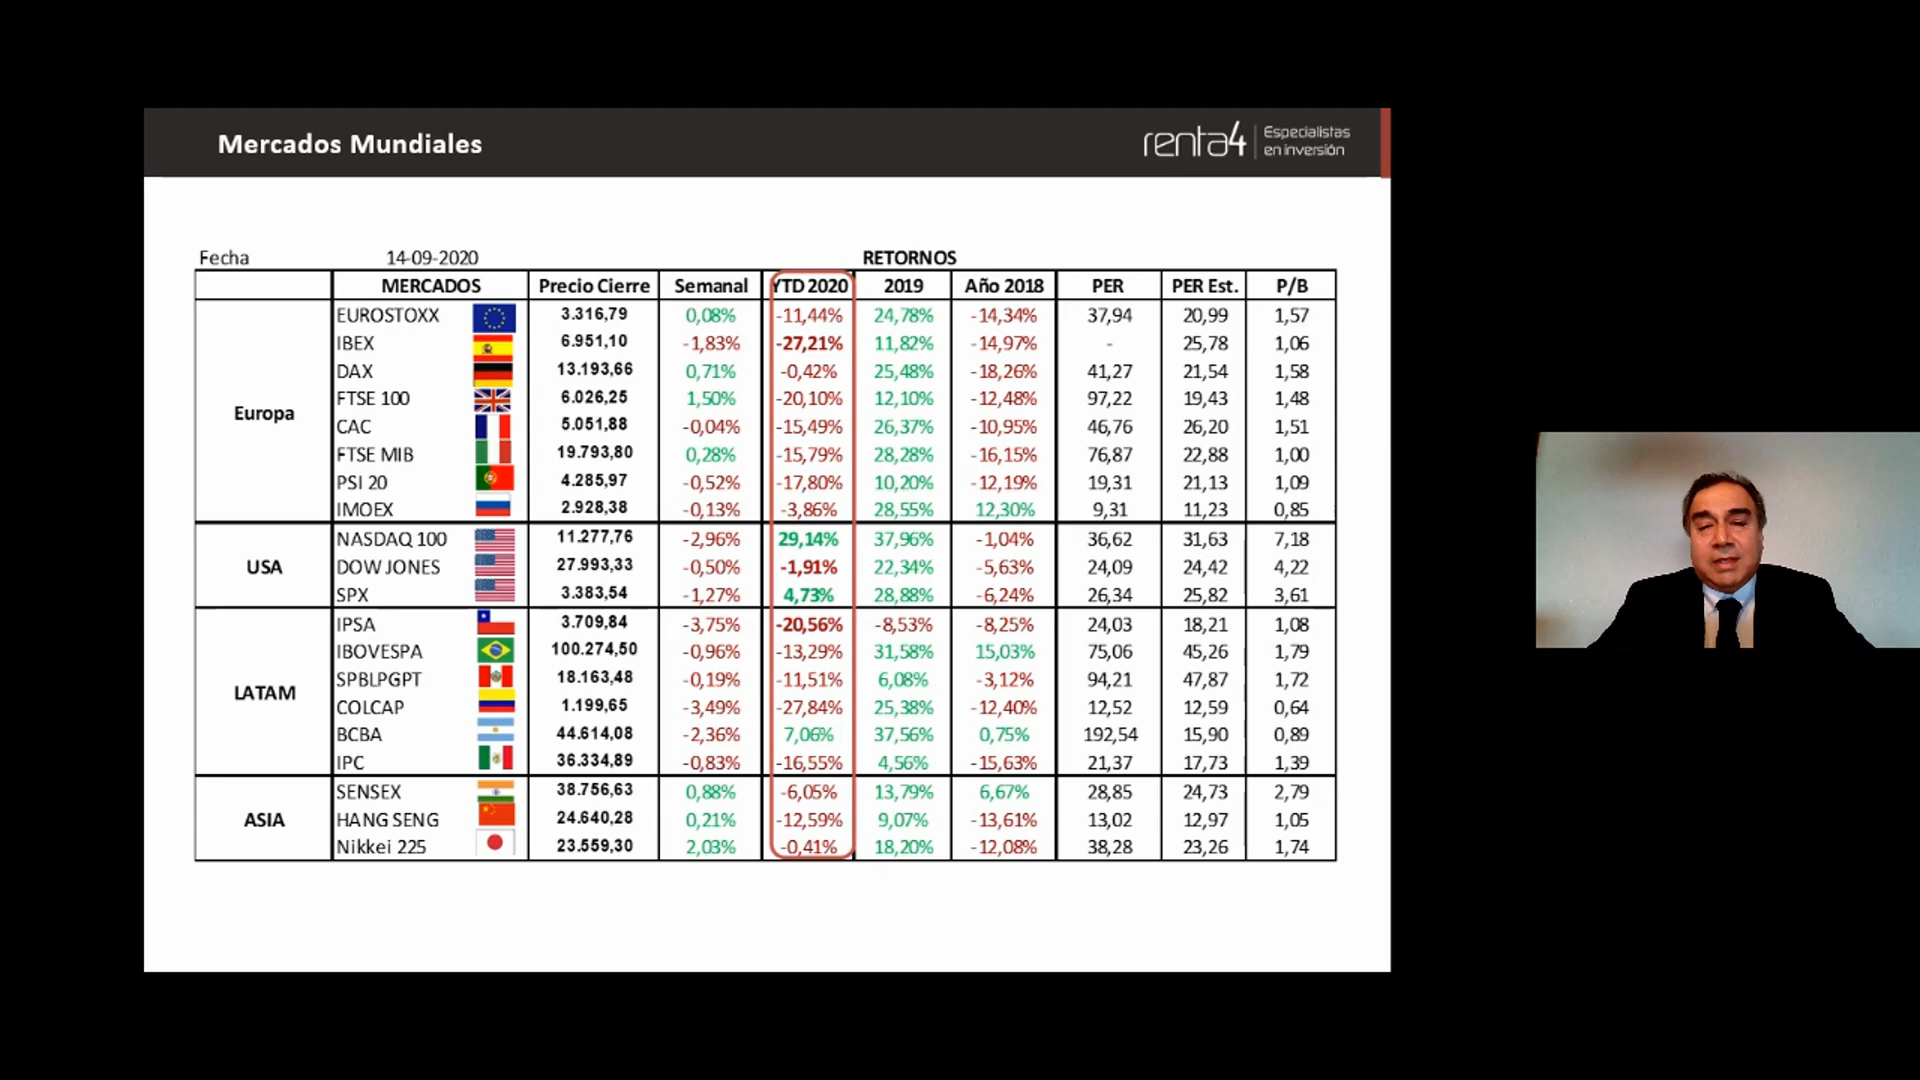 Mercados Mundiales
renta4 Especialistas en inversión
Fecha 14-09-2020 RETORNOS
MERCADOS Precio Cierre Semanal YTD 2020 2019 Año 2018 PER PER Est. P/B
Europa
EUROSTOXX 3.316,79 0,08% -11,44% 24,78% -14,34% 37,94 20,99 1,57
IBEX 6.951,10 -1,83% -27,21% 11,82% -14,97% - 25,78 1,06
DAX 13.193,66 0,71% -0,42% 25,48% -18,26% 41,27 21,54 1,58
FTSE 100 6.026,25 1,50% -20,10% 12,10% -12,48% 97,22 19,43 1,48
CAC 5.051,88 -0,04% -15,49% 26,37% -10,95% 46,76 26,20 1,51
FTSE MIB 19.793,80 0,28% -15,79% 28,28% -16,15% 76,87 22,88 1,00
PSI 20 4.285,97 -0,52% -17,80% 10,20% -12,19% 19,31 21,13 1,09
IMOEX 2.928,38 -0,13% -3,86% 28,55% 12,30% 9,31 11,23 0,85
USA
NASDAQ 100 11.277,76 -2,96% 29,14% 37,96% -1,04% 36,62 31,63 7,18
DOW JONES 27.993,33 -0,50% -1,91% 22,34% -5,63% 24,09 24,42 4,22
SPX 3.383,54 -1,27% 4,73% 28,88% -6,24% 26,34 25,82 3,61
LATAM
IPSA 3.709,84 -3,75% -20,56% -8,53% -8,25% 24,03 18,21 1,08
IBOVESPA 100.274,50 -0,96% -13,29% 31,58% 15,03% 75,06 45,26 1,79
SPBLPGPT 18.163,48 -0,19% -11,51% 6,08% -3,12% 94,21 47,87 1,72
COLCAP 1.199,65 -3,49% -27,84% 25,38% -12,40% 12,52 12,59 0,64
BCBA 44.614,08 -2,36% 7,06% 37,56% 0,75% 192,54 15,90 0,89
IPC 36.334,89 -0,83% -16,55% 4,56% -15,63% 21,37 17,73 1,39
ASIA
SENSEX 38.756,63 0,88% -6,05% 13,79% 6,67% 28,85 24,73 2,79
HANG SENG 24.640,28 0,21% -12,59% 9,07% -13,61% 13,02 12,97 1,05
Nikkei 225 23.559,30 2,03% -0,41% 18,20% -12,08% 38,28 23,26 1,74